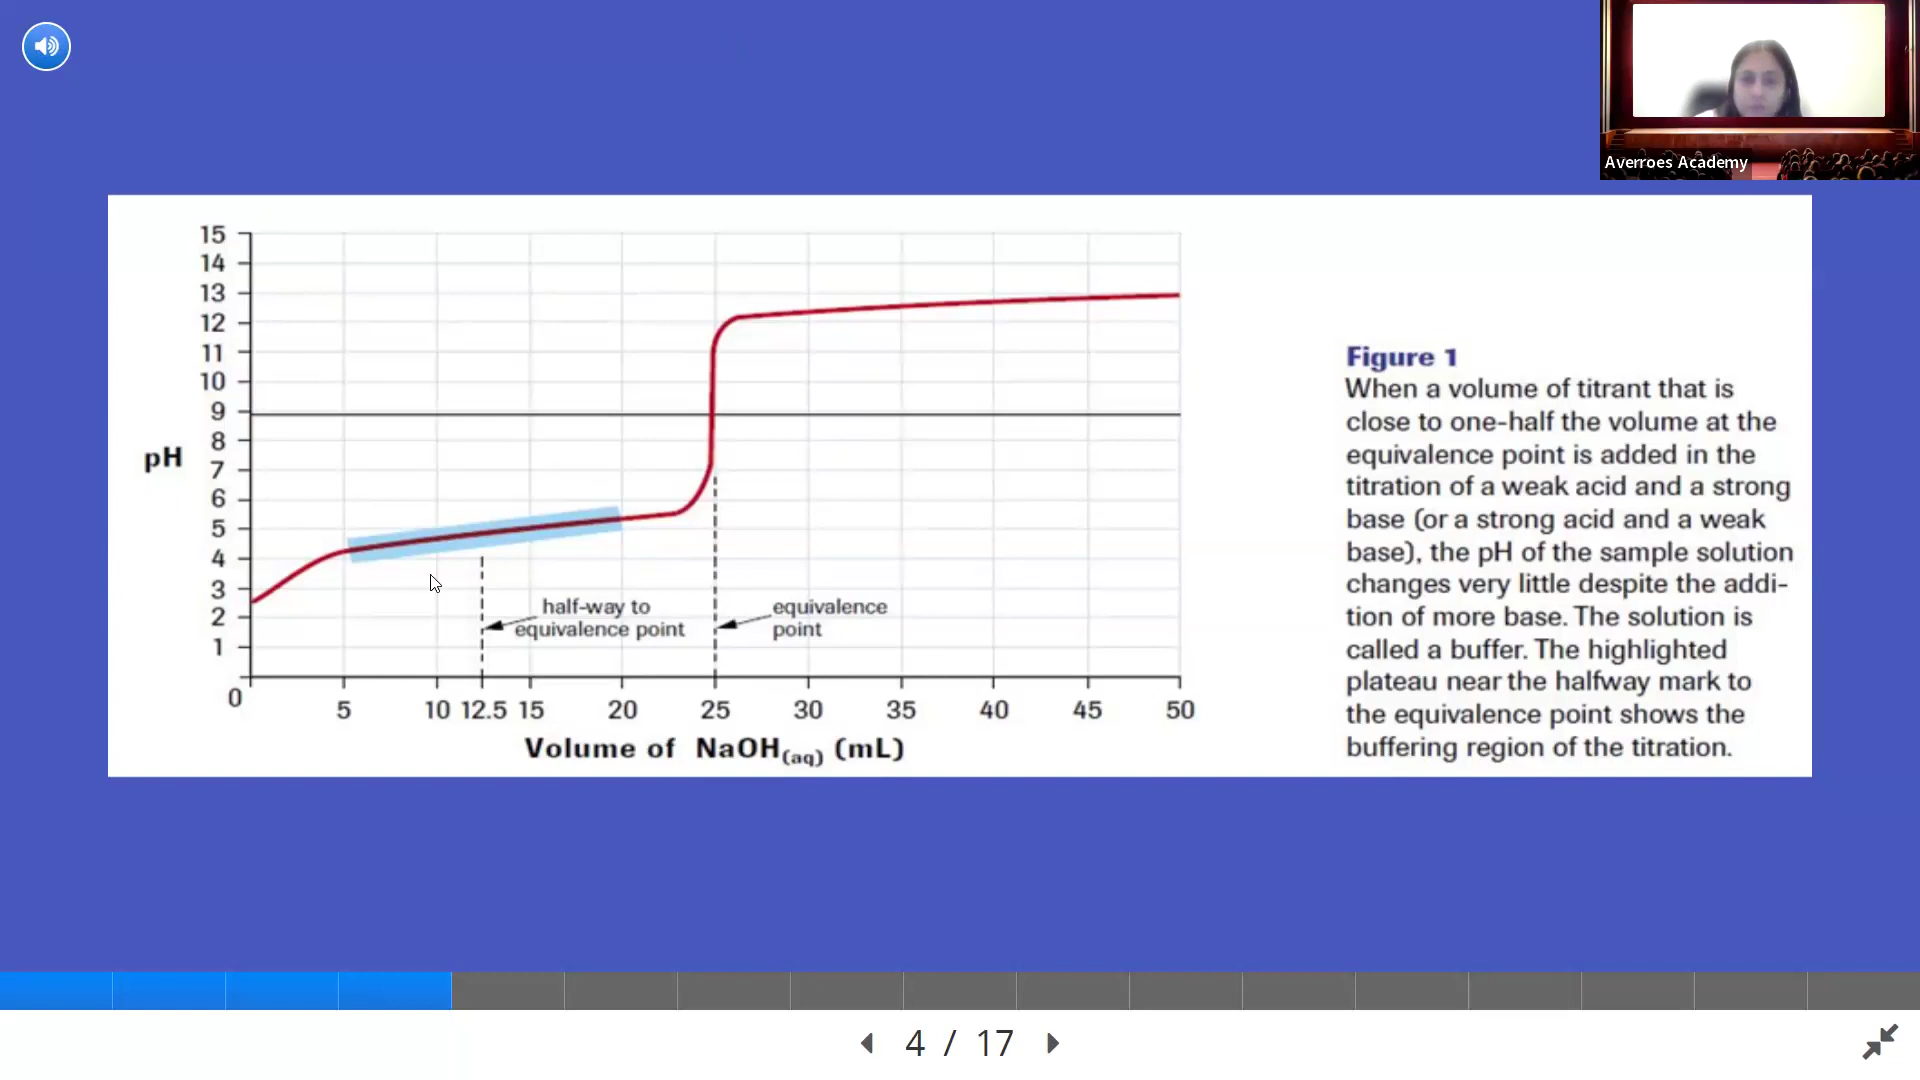 Averroes Academy
15
14
13
12
11
10
9
8
7
6
5
4
3
2
1
pH
half-way to
equivalence point
equivalence
point
0 5 10 12.5 15 20 25 30 35 40 45 50
Volume of NaOH(aq) (mL)
Figure 1
When a volume of titrant that is
close to one-half the volume at the
equivalence point is added in the
titration of a weak acid and a strong
base (or a strong acid and a weak
base), the pH of the sample solution
changes very little despite the addi-
tion of more base. The solution is
called a buffer. The highlighted
plateau near the halfway mark to
the equivalence point shows the
buffering region of the titration.
4 / 17